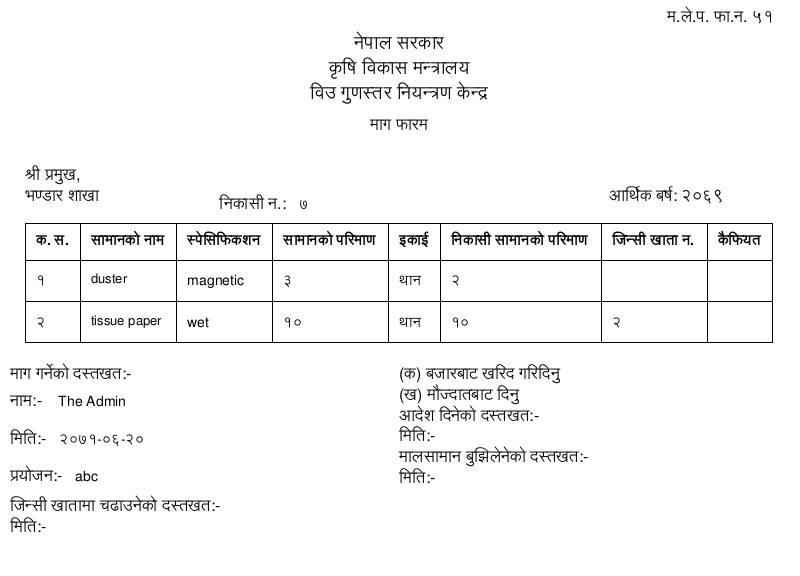 म.ले.प. फा.न. ५१
नेपाल सरकार
कृषि विकास मन्त्रालय
विउ गुणस्तर नियन्त्रण केन्द्र
माग फारम
श्री प्रमुख,
भण्डार शाखा
निकासी न.: ७
आर्थिक बर्ष: २०६९
क. स. सामानको नाम स्पेसिफिकशन सामानको परिमाण इकाई निकासी सामानको परिमाण जिन्सी खाता न. कैफियत
१ duster magnetic ३ थान २
२ tissue paper wet १० थान १० २
माग गर्नेको दस्तखत:-
नाम:- The Admin
मिति:- २०७१-०६-२०
प्रयोजन:- abc
जिन्सी खातामा चढाउनेको दस्तखत:-
मिति:-
(क) बजारबाट खरिद गरिदिनु
(ख) मौज्दातबाट दिनु
आदेश दिनेको दस्तखत:-
मिति:-
मालसामान बुझिलेनेको दस्तखत:-
मिति:-